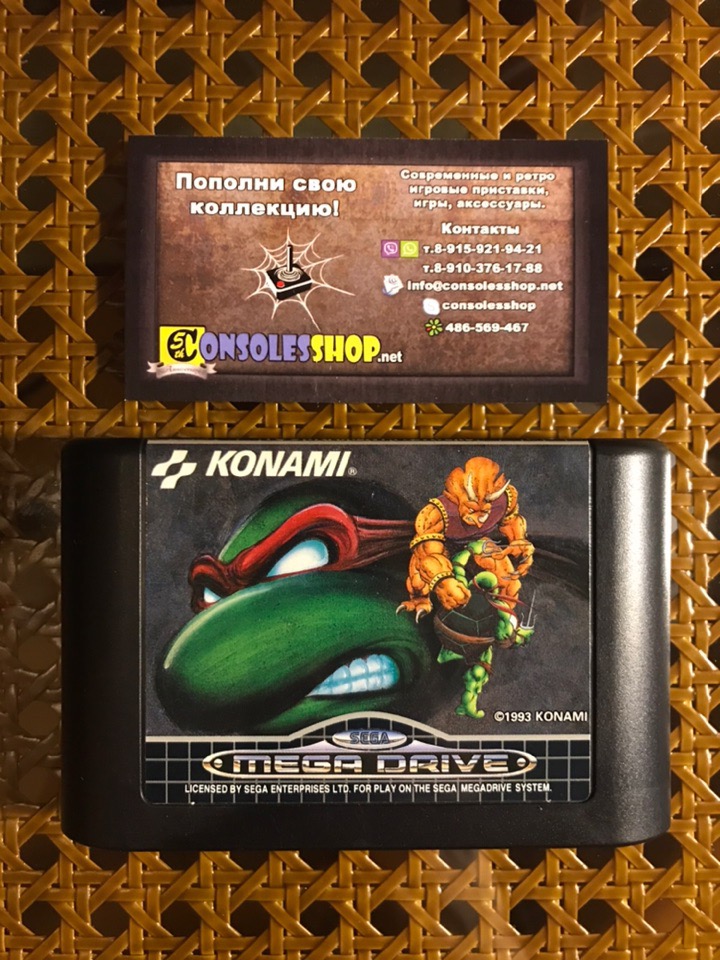 Пополни свою
коллекцию!
Современные и ретро
игровые приставки,
игры, аксессуары.
Контакты
т.8-915-921-94-21
т.8-910-376-17-88
info@consolesshop.net
consolesshop
486-569-467
5th
Anniversary
CONSOLESSHOP.net
KONAMI®
©1993 KONAMI
SEGA
MEGA DRIVE
LICENSED BY SEGA ENTERPRISES LTD. FOR PLAY ON THE SEGA MEGADRIVE SYSTEM.